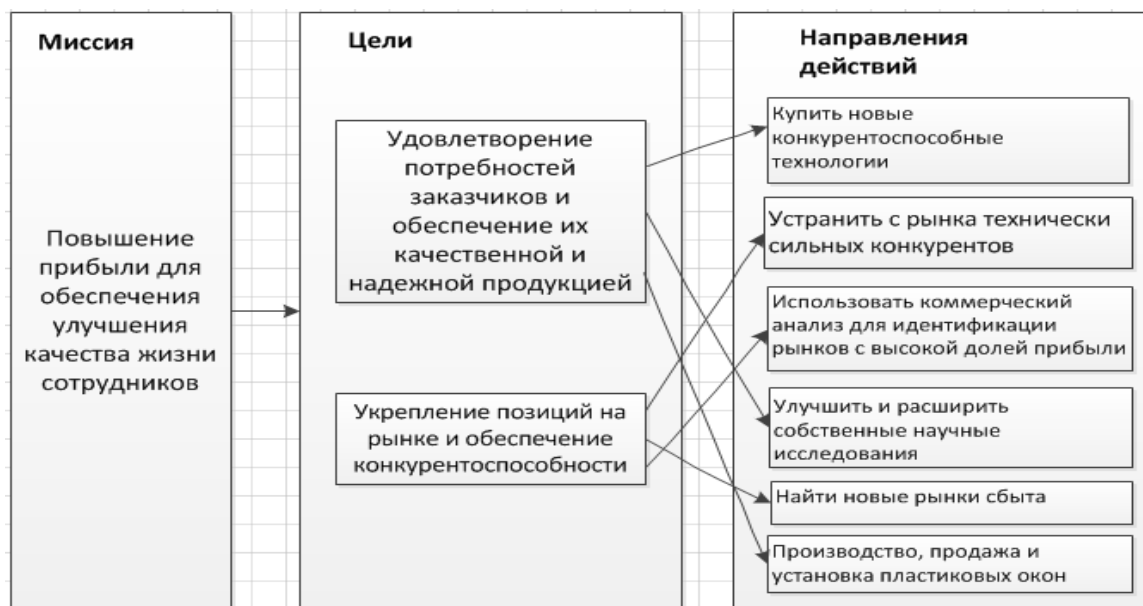 Миссия
Повышение
прибыли для
обеспечения
улучшения
качества жизни
сотрудников
Цели
Удовлетворение
потребностей
заказчиков и
обеспечение их
качественной и
надежной продукцией
Укрепление позиций на
рынке и обеспечение
конкурентоспособности
Направления
действий
Купить новые
конкурентоспособные
технологии
Устранить с рынка технически
сильных конкурентов
Использовать коммерческий
анализ для идентификации
рынков с высокой долей прибыли
Улучшить и расширить
собственные научные
исследования
Найти новые рынки сбыта
Производство, продажа и
установка пластиковых окон